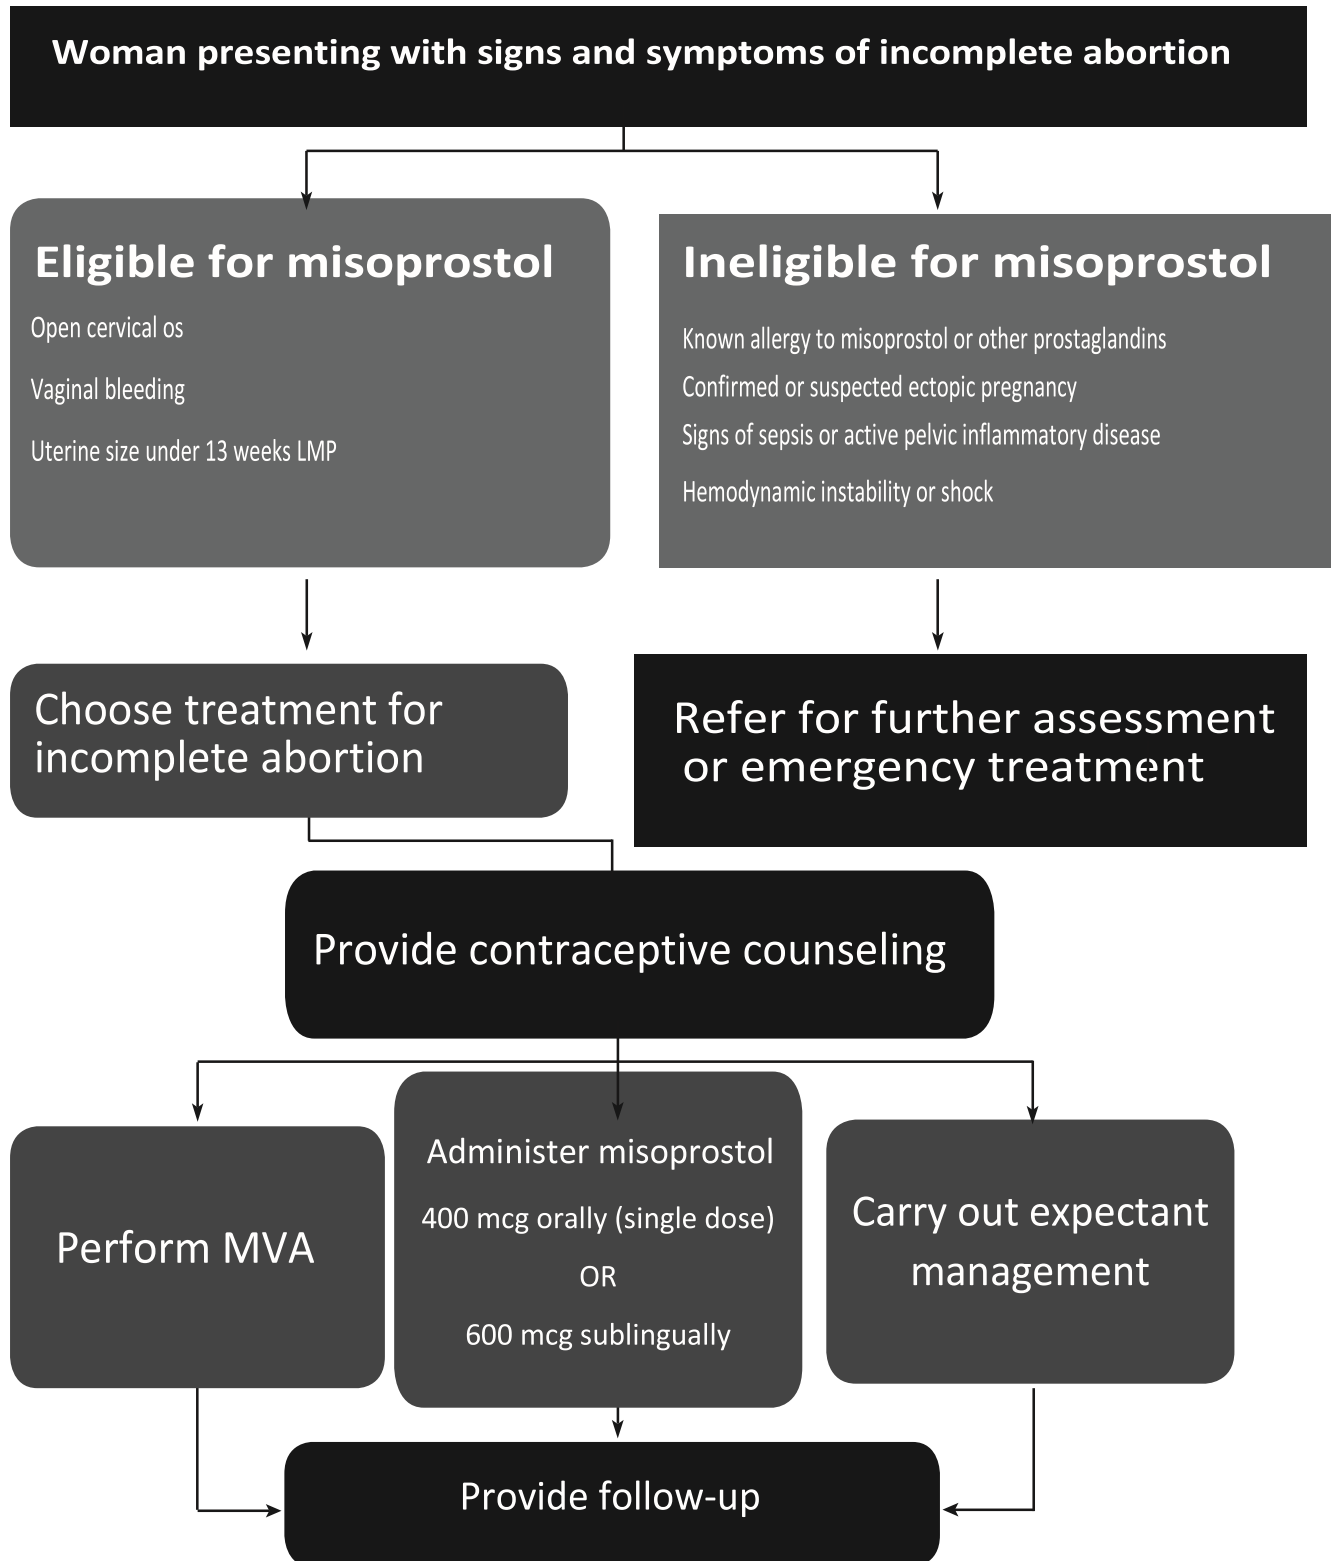 Woman presenting with signs and symptoms of incomplete abortion
Eligible for misoprostol
Open cervical os
Vaginal bleeding
Uterine size under 13 weeks LMP
Ineligible for misoprostol
Known allergy to misoprostol or other prostaglandins
Confirmed or suspected ectopic pregnancy
Signs of sepsis or active pelvic inflammatory disease
Hemodynamic instability or shock
Choose treatment for
incomplete abortion
Refer for further assessment
or emergency treatment
Provide contraceptive counseling
Perform MVA
Administer misoprostol
400 mcg orally (single dose)
OR
600 mcg sublingually
Carry out expectant
management
Provide follow-up